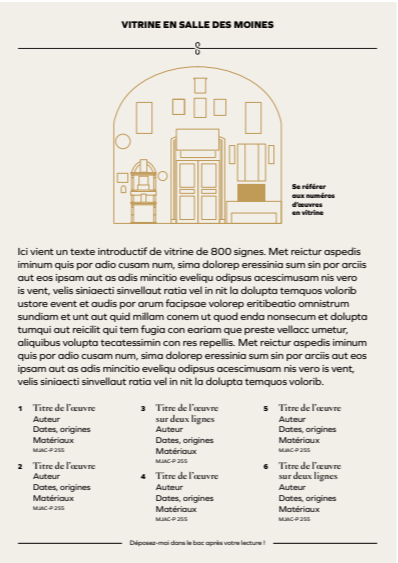 VITRINE EN SALLE DES MOINES
Se référer
aux numéros
d'œuvres
en vitrine
Ici vient un texte introductif de vitrine de 800 signes. Met reictur aspedis
iminum quis por adio cusam num, sima dolorep eressinia sum sin por arciis
aut eos ipsam aut as adis mincitio eveliqu odipsus acescimusam nis vero
is vent, velis siniaecti sinvellaut ratia vel in nit la dolupta temquos volorib
ustore event et audis por arum facipsae volorep eritibeatio omnistrum
sundiam et unt aut quid millam conem ut quod enda nonsecum et dolupta
tumqui aut reicilit qui tem fugia con eariam que preste vellacc umetur,
aliquibus volupta tecatessimin con res repellis. Met reictur aspedis iminum
quis por adio cusam num, sima dolorep eressinia sum sin por arciis aut eos
ipsam aut as adis mincitio eveliqu odipsus acescimusam nis vero is vent,
velis siniaecti sinvellaut ratia vel in nit la dolupta temquos volorib.
1 Titre de l'œuvre
Auteur
Dates, origines
Matériaux
MJAC-P 255
2 Titre de l'œuvre
Auteur
Dates, origines
Matériaux
MJAC-P 255
3 Titre de l'œuvre
sur deux lignes
Auteur
Dates, origines
Matériaux
MJAC-P 255
4 Titre de l'œuvre
Auteur
Dates, origines
Matériaux
MJAC-P 255
5 Titre de l'œuvre
Auteur
Dates, origines
Matériaux
MJAC-P 255
6 Titre de l'œuvre
sur deux lignes
Auteur
Dates, origines
Matériaux
MJAC-P 255
Déposez-moi dans le bac après votre lecture !